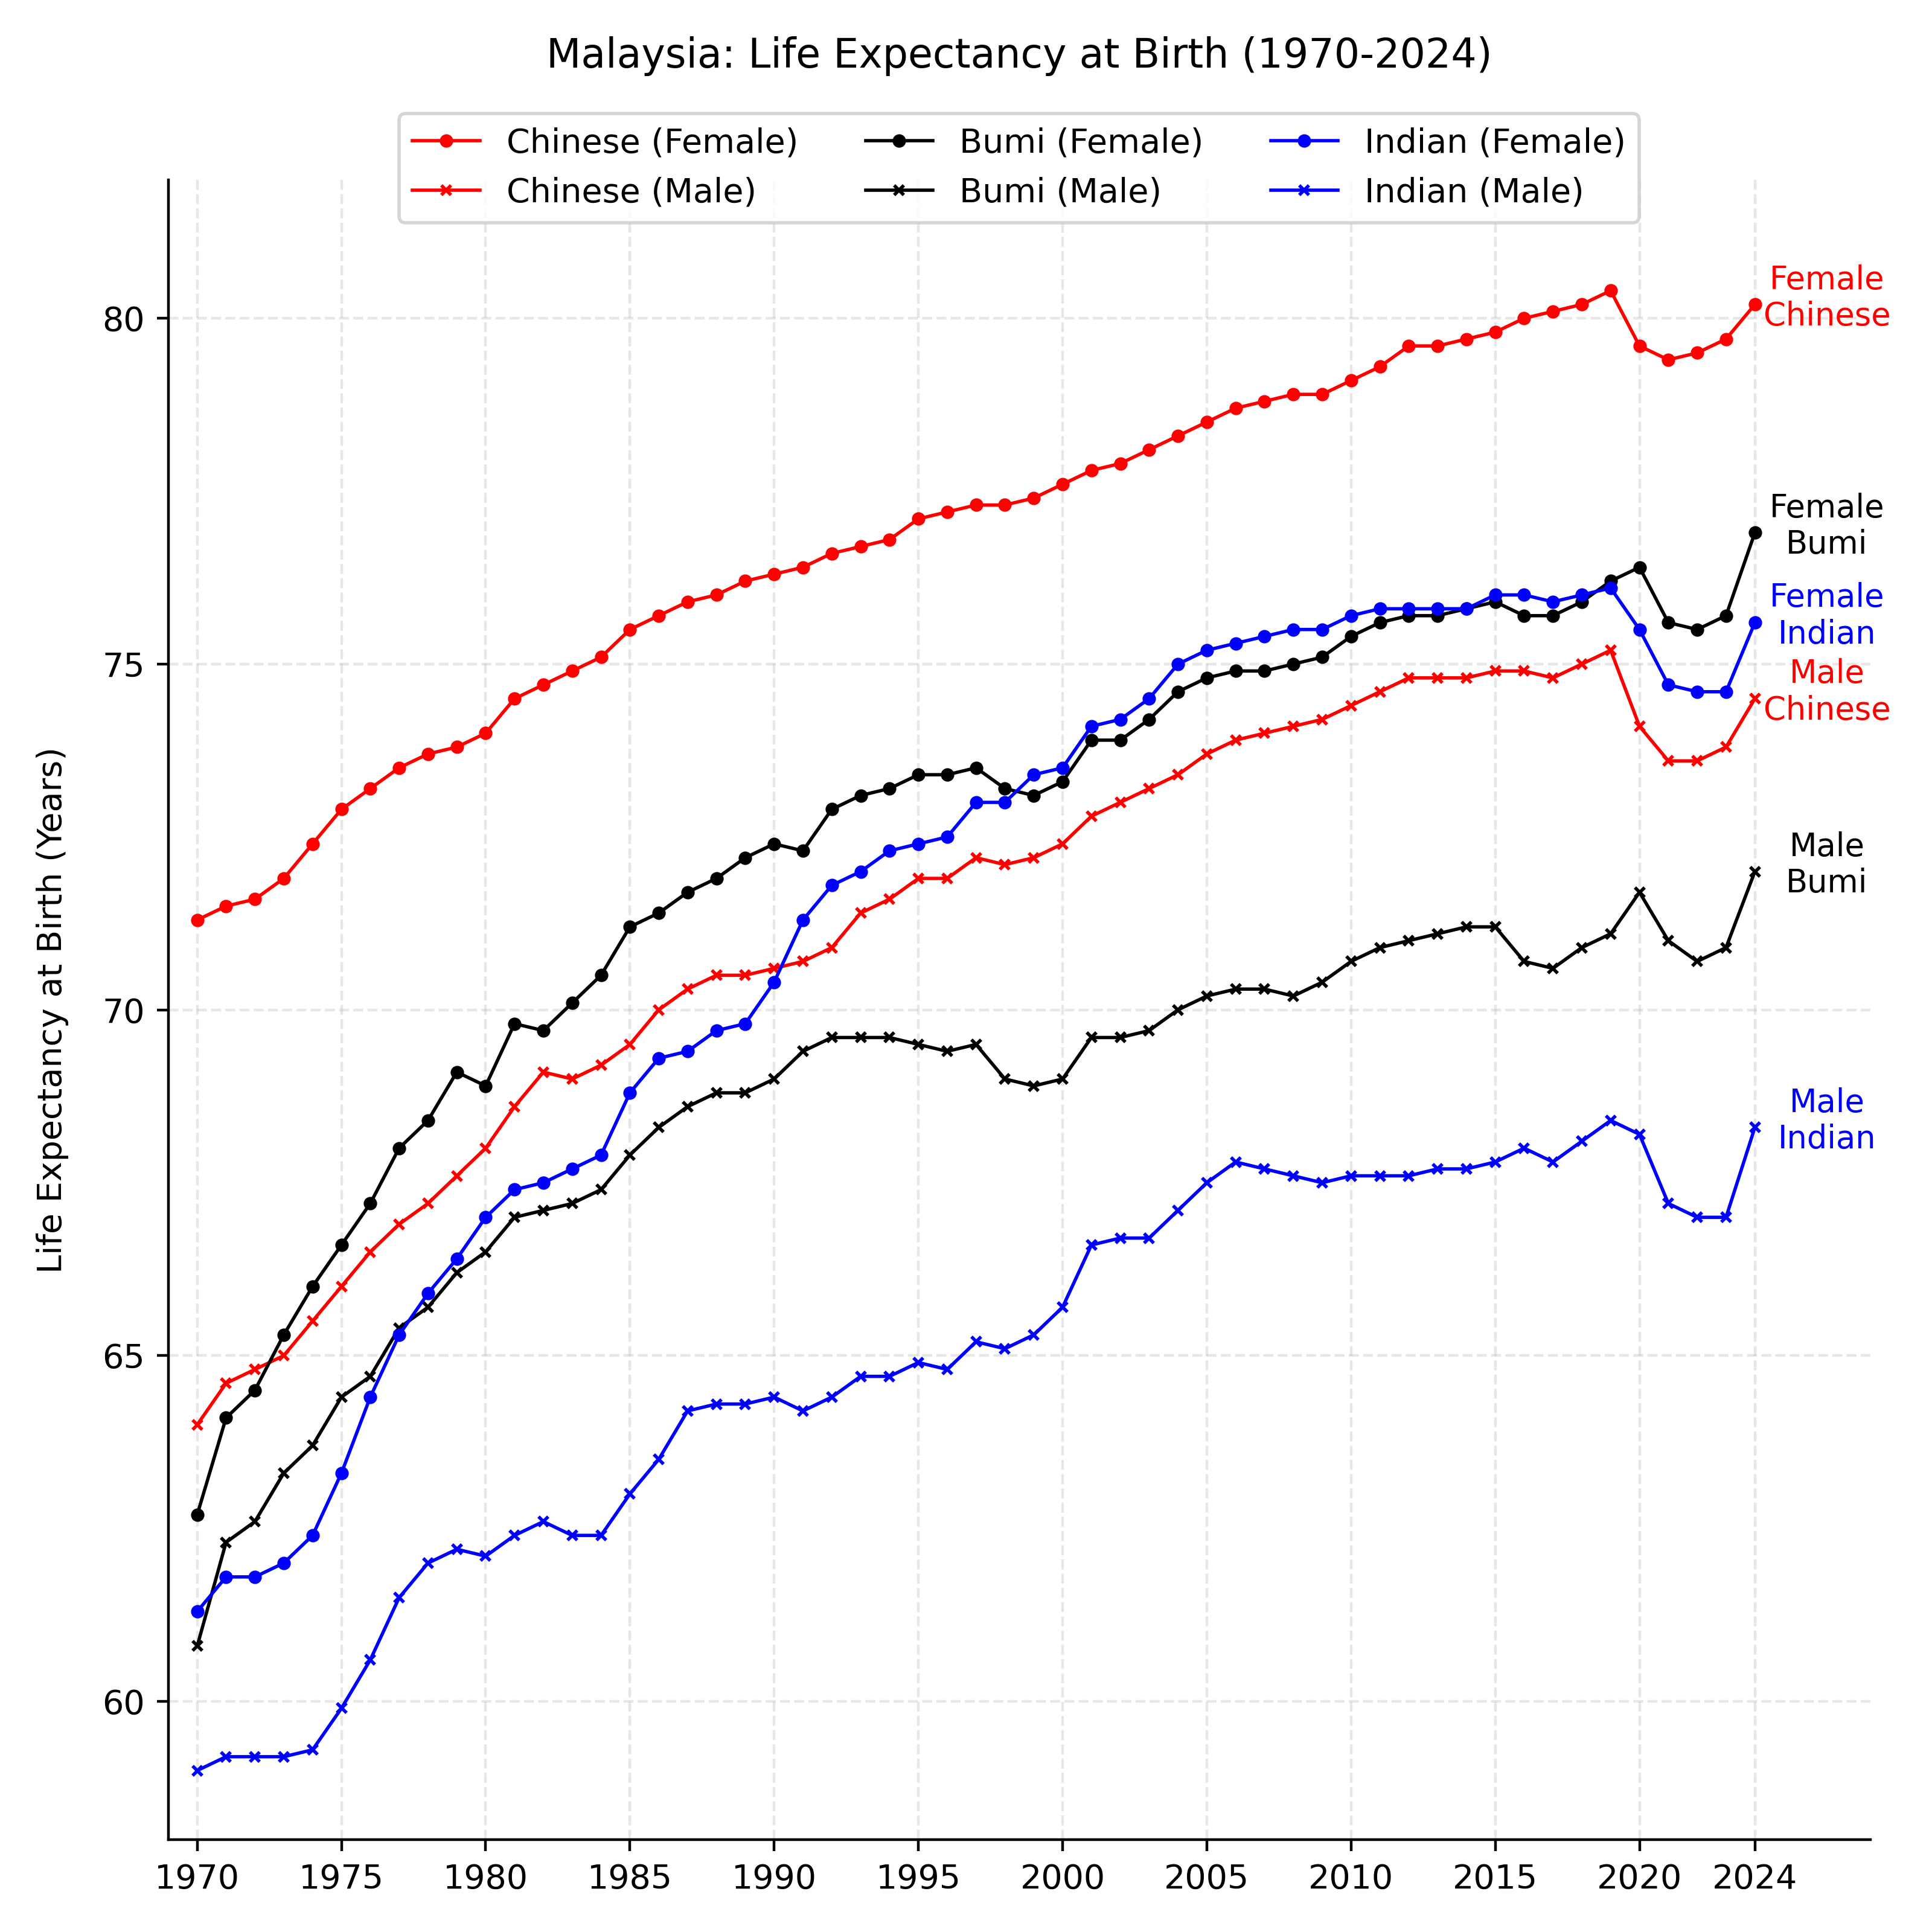 Malaysia: Life Expectancy at Birth (1970-2024)
Chinese (Female)
Bumi (Female)
Indian (Female)
Chinese (Male)
Bumi (Male)
Indian (Male)
Life Expectancy at Birth (Years)
80
75
70
65
60
Female
Chinese
Female
Bumi
Female
Indian
Male
Chinese
Male
Bumi
Male
Indian
1970 1975 1980 1985 1990 1995 2000 2005 2010 2015 2020 2024